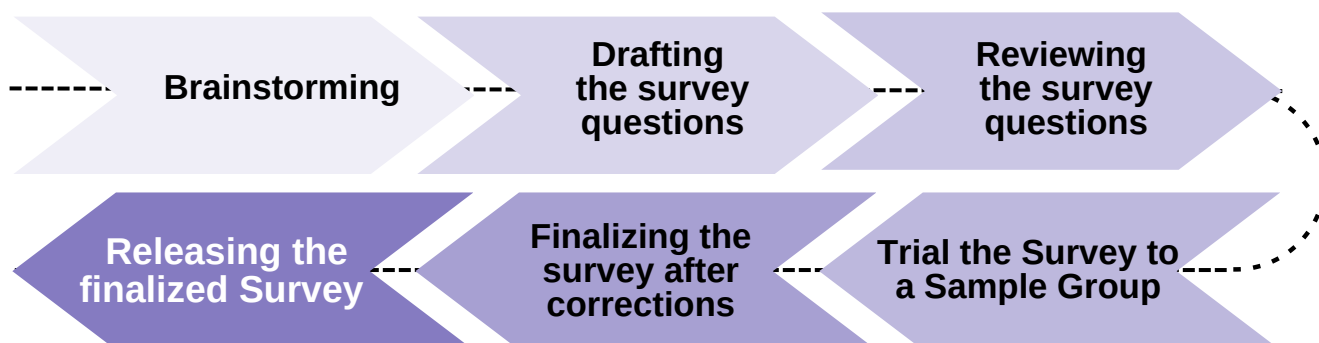 Brainstorming
Drafting
the survey
questions
Reviewing
the survey
questions
Trial the Survey to
a Sample Group
Finalizing the
survey after
corrections
Releasing the
finalized Survey